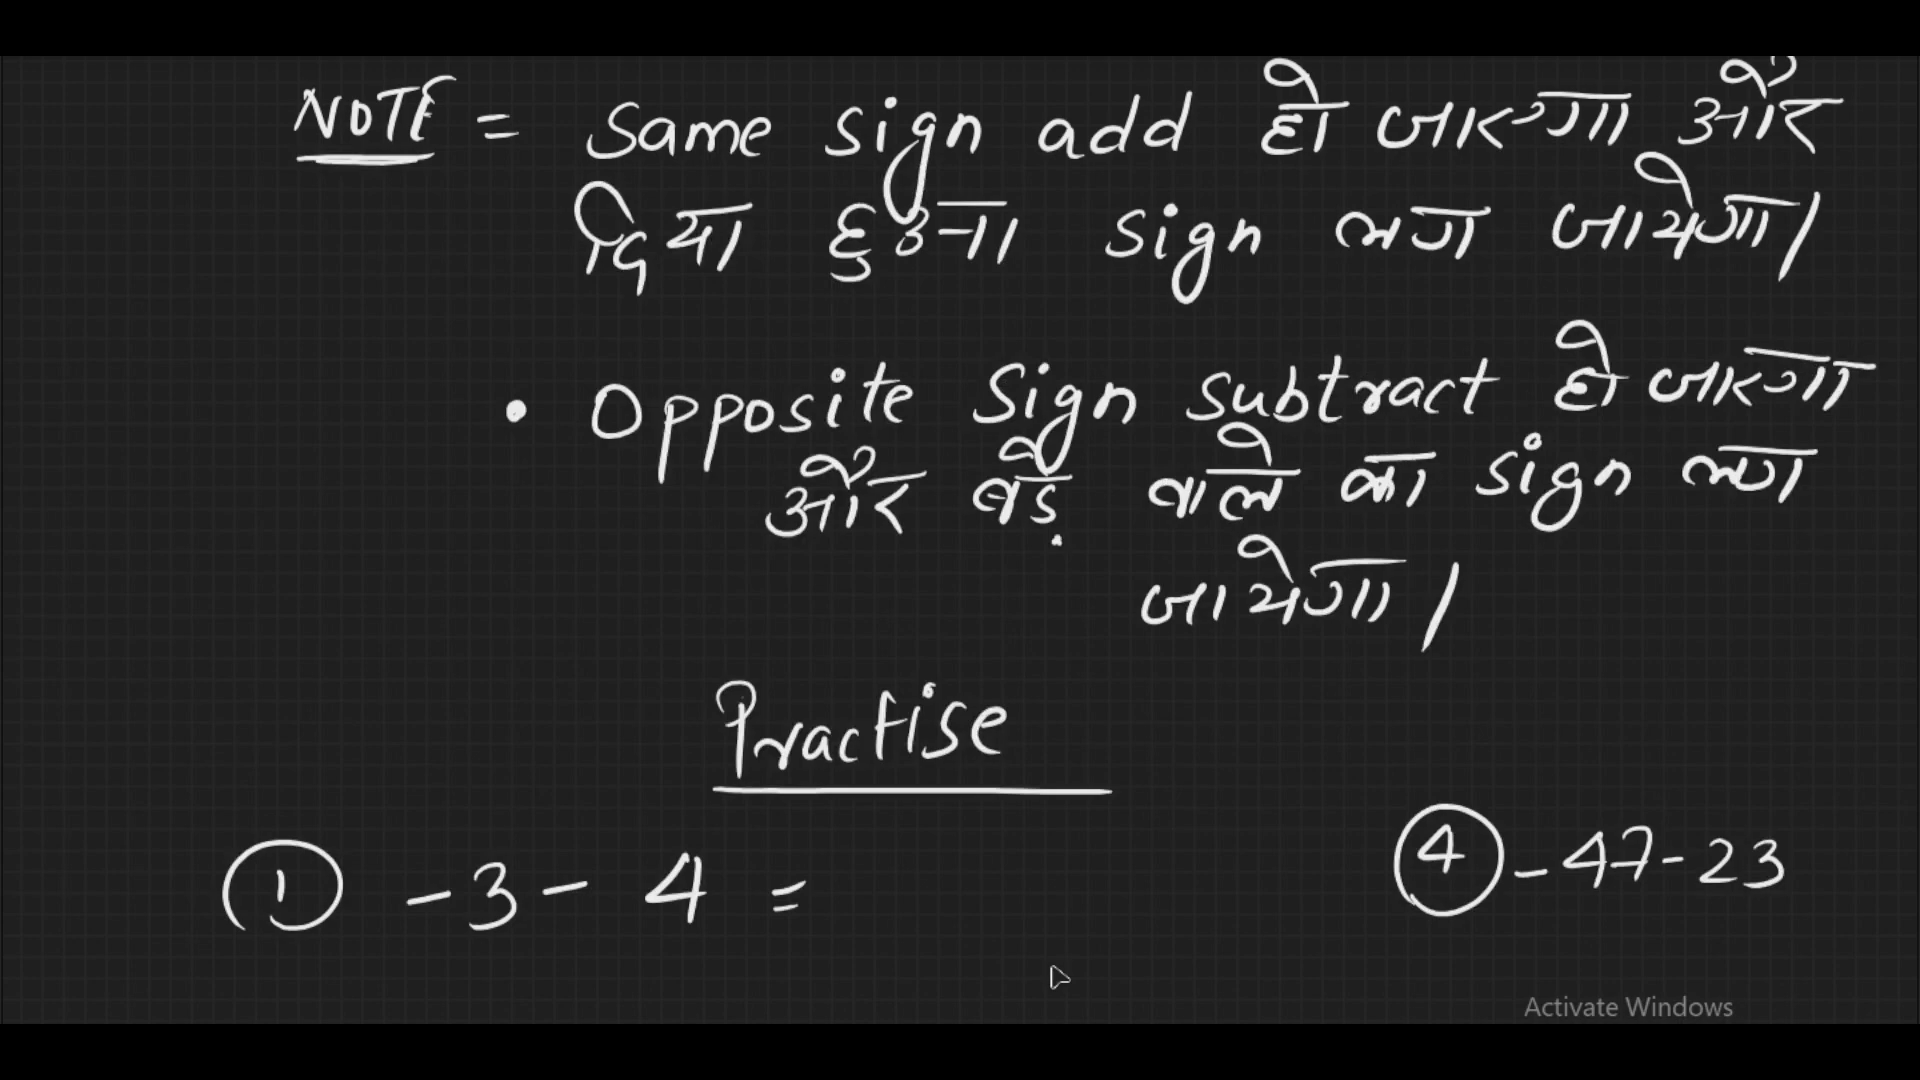 NOTE = Same sign add हो जाएगा और
दिया हुआ sign लग जायेगा।
• Opposite Sign subtract हो जाएगा
और बड़े वाले का sign लग
जायेगा।
Practise
① -3 - 4 =
④ - 47 - 23
Activate Windows